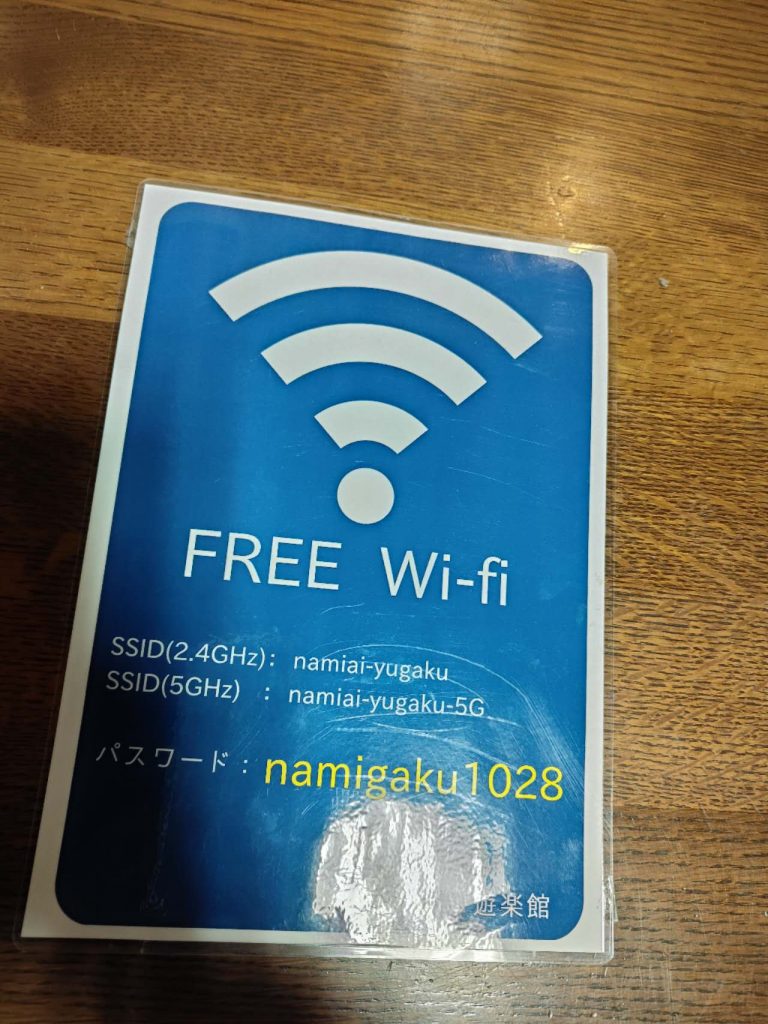 FREE Wi-fi
SSID(2.4GHz): namiai-yugaku
SSID(5GHz) : namiai-yugaku-5G
パスワード : namigaku1028
遊楽館